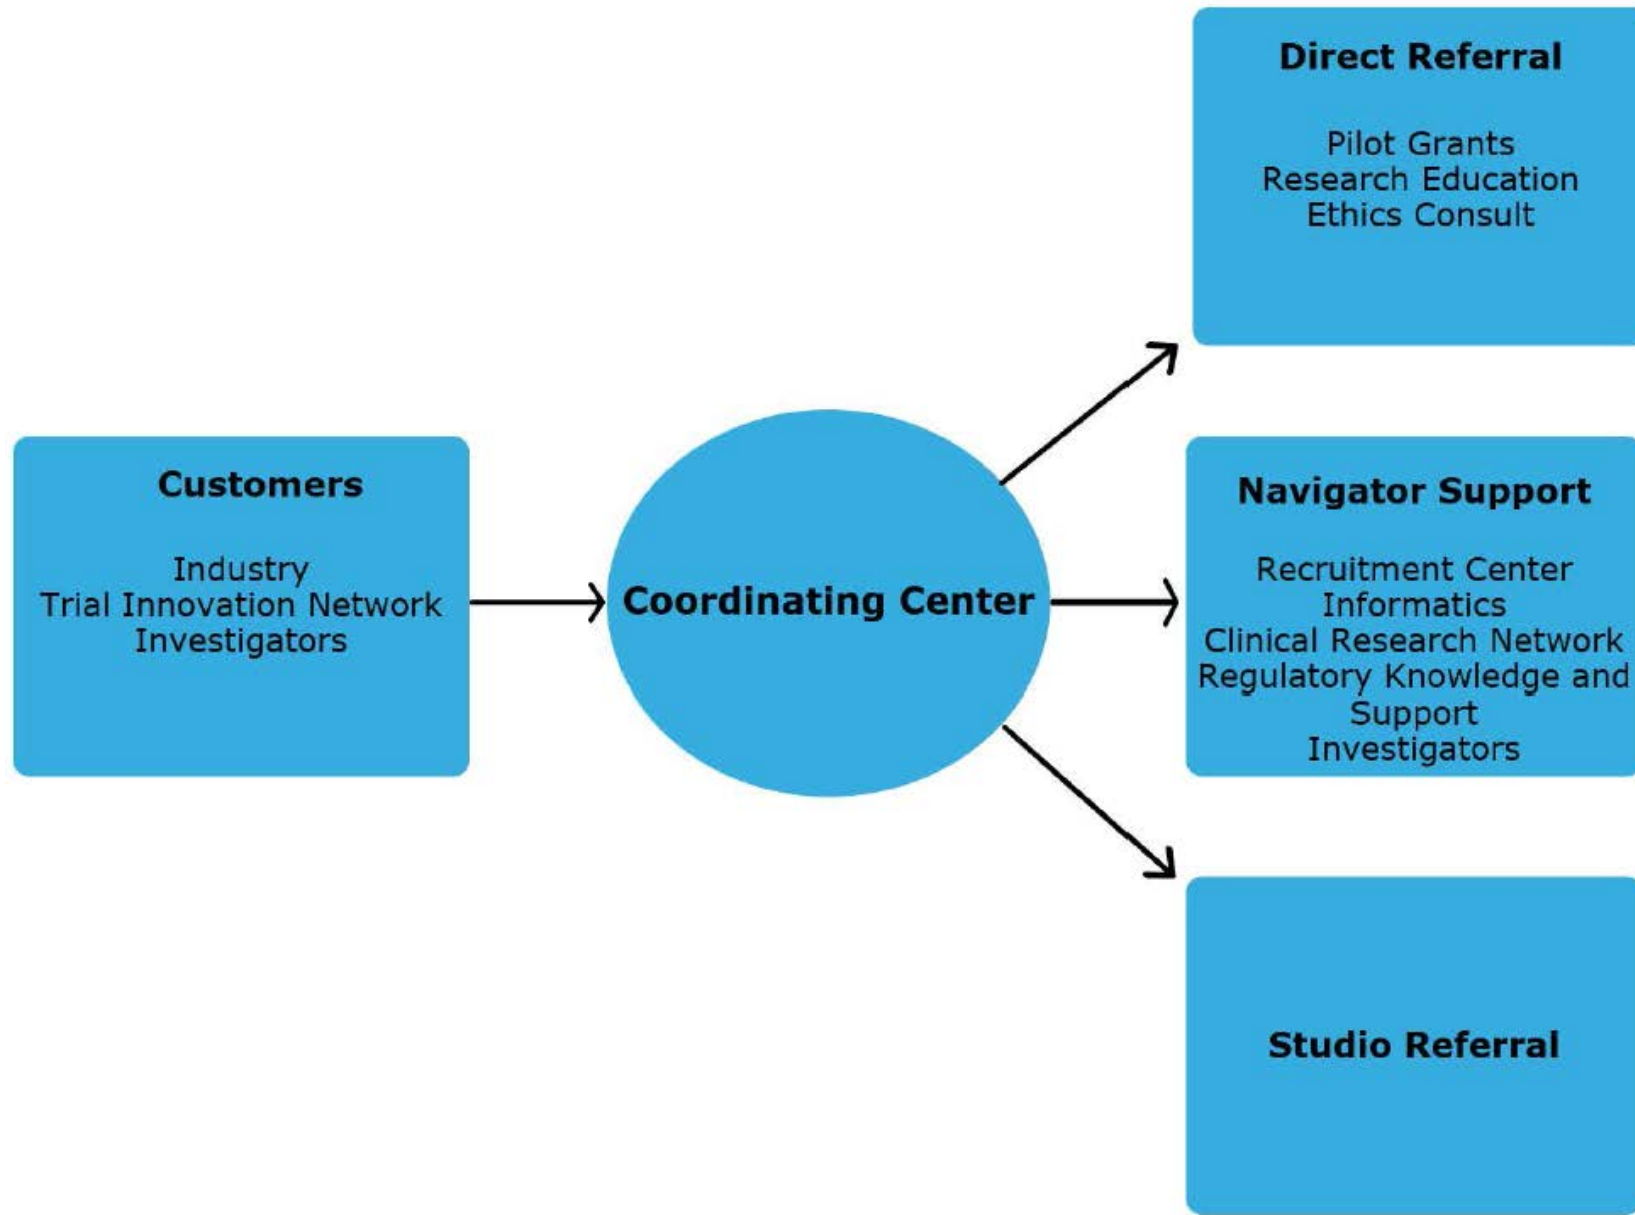 Customers
Industry
Trial Innovation Network
Investigators
Coordinating Center
Direct Referral
Pilot Grants
Research Education
Ethics Consult
Navigator Support
Recruitment Center
Informatics
Clinical Research Network
Regulatory Knowledge and
Support
Investigators
Studio Referral